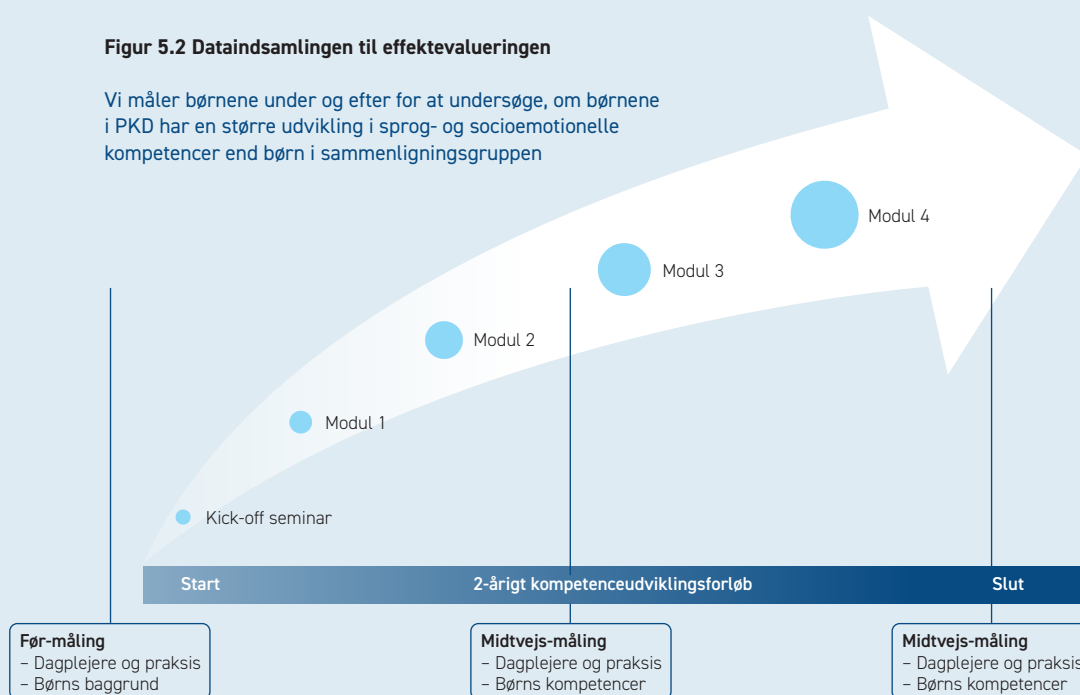 Figur 5.2 Dataindsamlingen til effektevalueringen
Vi måler børnene under og efter for at undersøge, om børnene
i PKD har en større udvikling i sprog- og socioemotionelle
kompetencer end børn i sammenligningsgruppen
Modul 4
Modul 3
Modul 2
Modul 1
Kick-off seminar
Start
2-årigt kompetenceudviklingsforløb
Slut
Før-måling
– Dagplejere og praksis
– Børns baggrund
Midtvejs-måling
– Dagplejere og praksis
– Børns kompetencer
Midtvejs-måling
– Dagplejere og praksis
– Børns kompetencer